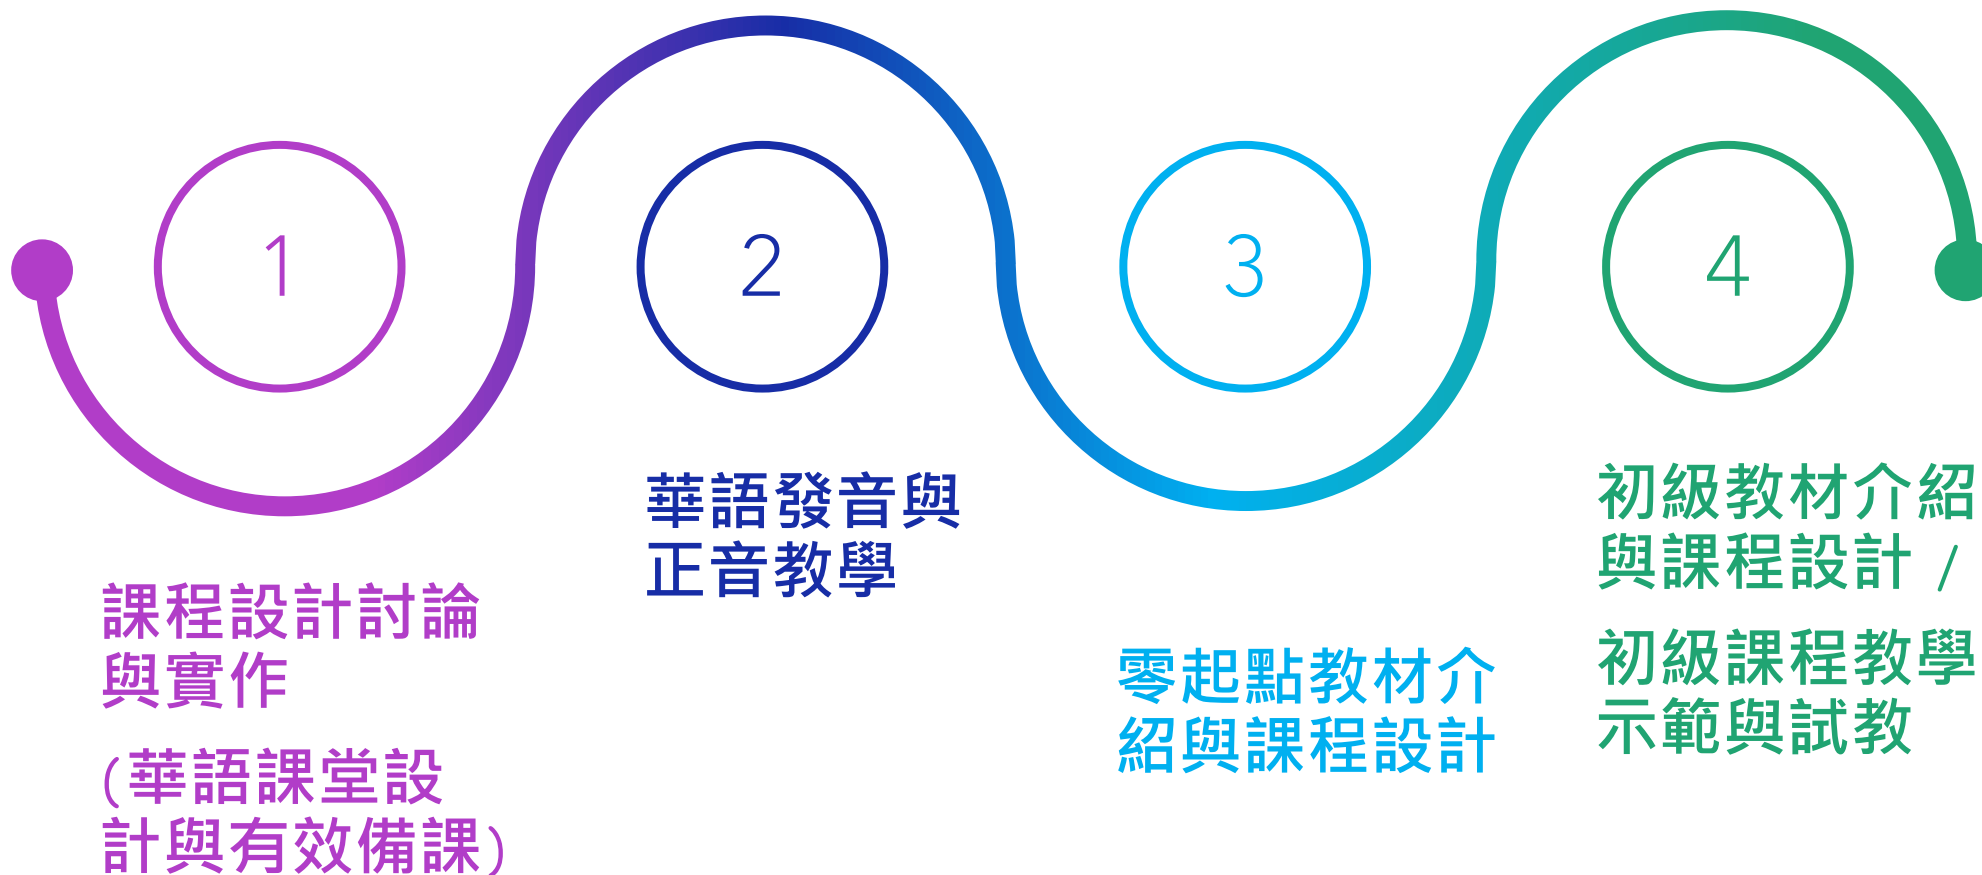 1
課程設計討論
與實作
(華語課堂設
計與有效備課)
2
華語發音與
正音教學
3
零起點教材介
紹與課程設計
4
初級教材介紹
與課程設計 /
初級課程教學
示範與試教